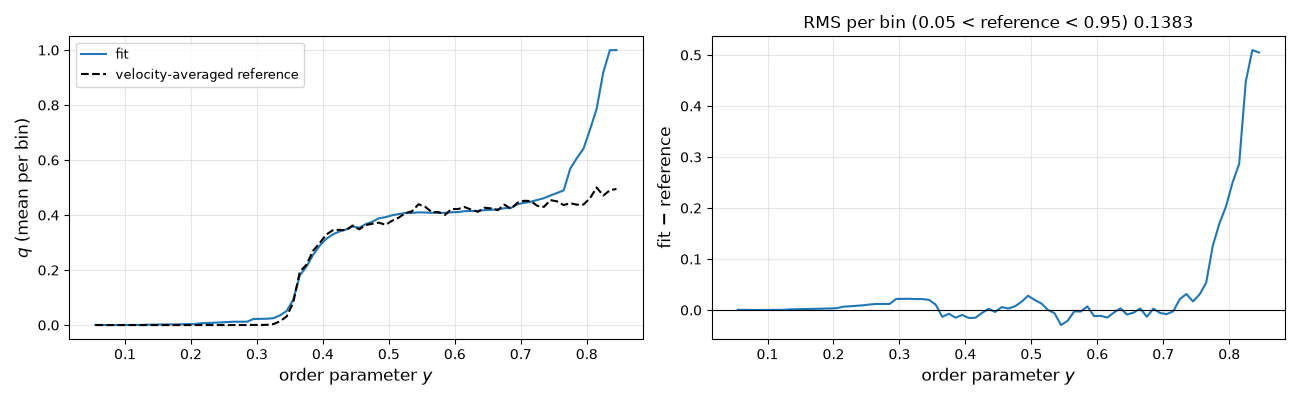 RMS per bin (0.05 < reference < 0.95) 0.1383
fit
velocity-averaged reference
q (mean per bin)
1.0
0.8
0.6
0.4
0.2
0.0
0.1 0.2 0.3 0.4 0.5 0.6 0.7 0.8
order parameter y
fit − reference
0.5
0.4
0.3
0.2
0.1
0.0
0.1 0.2 0.3 0.4 0.5 0.6 0.7 0.8
order parameter y